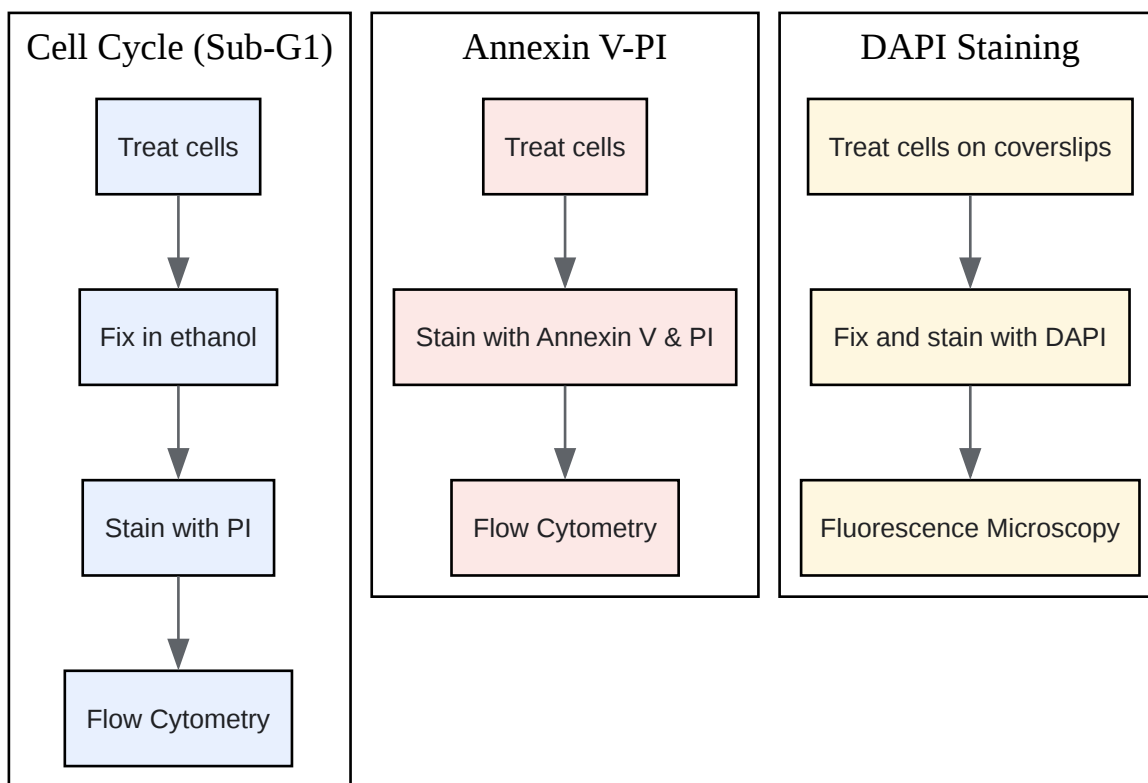 Cell Cycle (Sub-G1)
Treat cells
Fix in ethanol
Stain with PI
Flow Cytometry
Annexin V-PI
Treat cells
Stain with Annexin V & PI
Flow Cytometry
DAPI Staining
Treat cells on coverslips
Fix and stain with DAPI
Fluorescence Microscopy